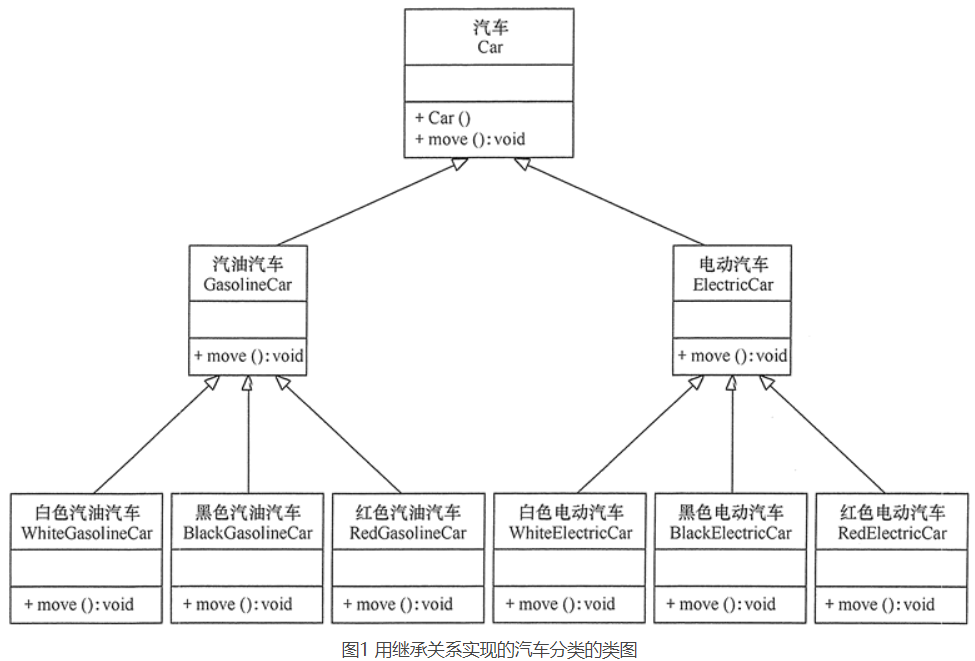 汽车
Car
+ Car ()
+ move (): void
汽油汽车
GasolineCar
+ move (): void
电动汽车
ElectricCar
+ move (): void
白色汽油汽车
WhiteGasolineCar
+ move (): void
黑色汽油汽车
BlackGasolineCar
+ move (): void
红色汽油汽车
RedGasolineCar
+ move (): void
白色电动汽车
WhiteElectricCar
+ move (): void
黑色电动汽车
BlackElectricCar
+ move (): void
红色电动汽车
RedElectricCar
+ move (): void
图1 用继承关系实现的汽车分类的类图